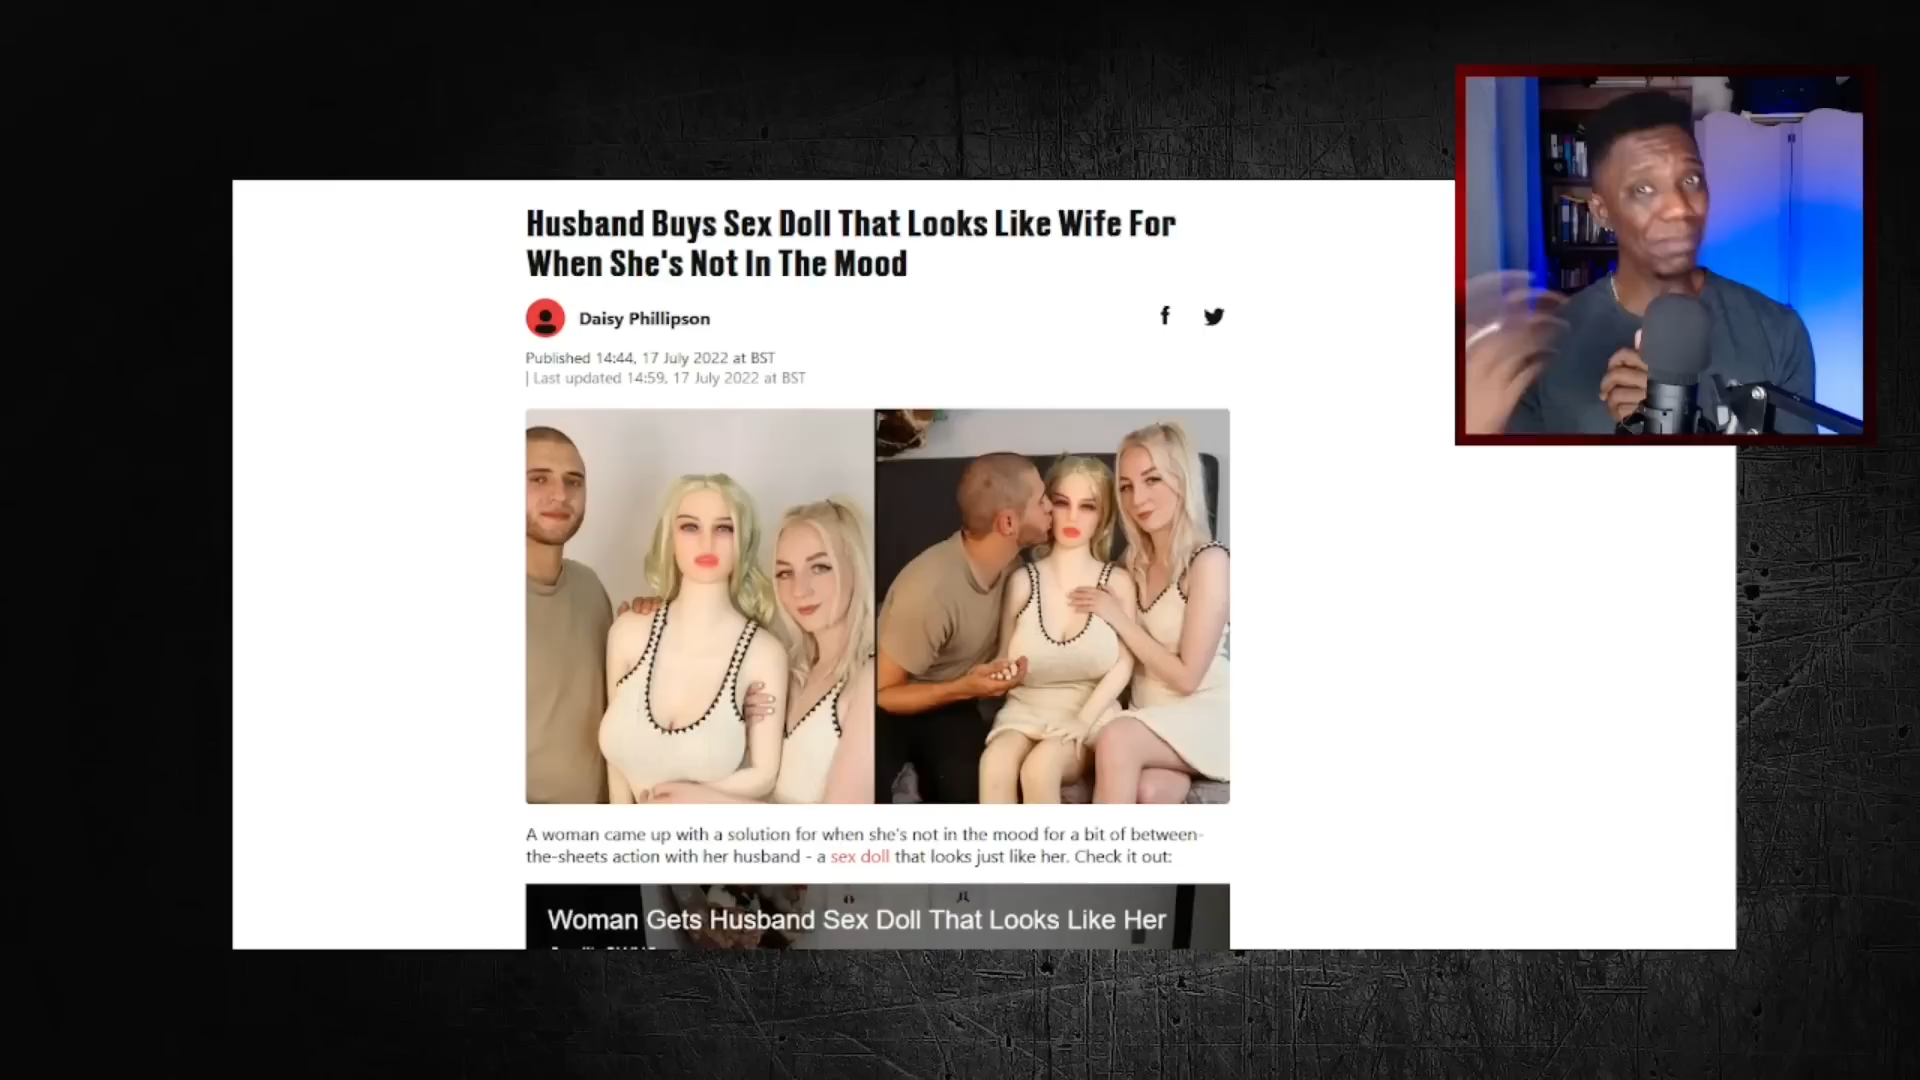 Husband Buys Sex Doll That Looks Like Wife For
When She's Not In The Mood
Daisy Phillipson
Published 14:44, 17 July 2022 at BST
| Last updated 14:59, 17 July 2022 at BST
A woman came up with a solution for when she's not in the mood for a bit of between-
the-sheets action with her husband - a sex doll that looks just like her. Check it out:
Woman Gets Husband Sex Doll That Looks Like Her